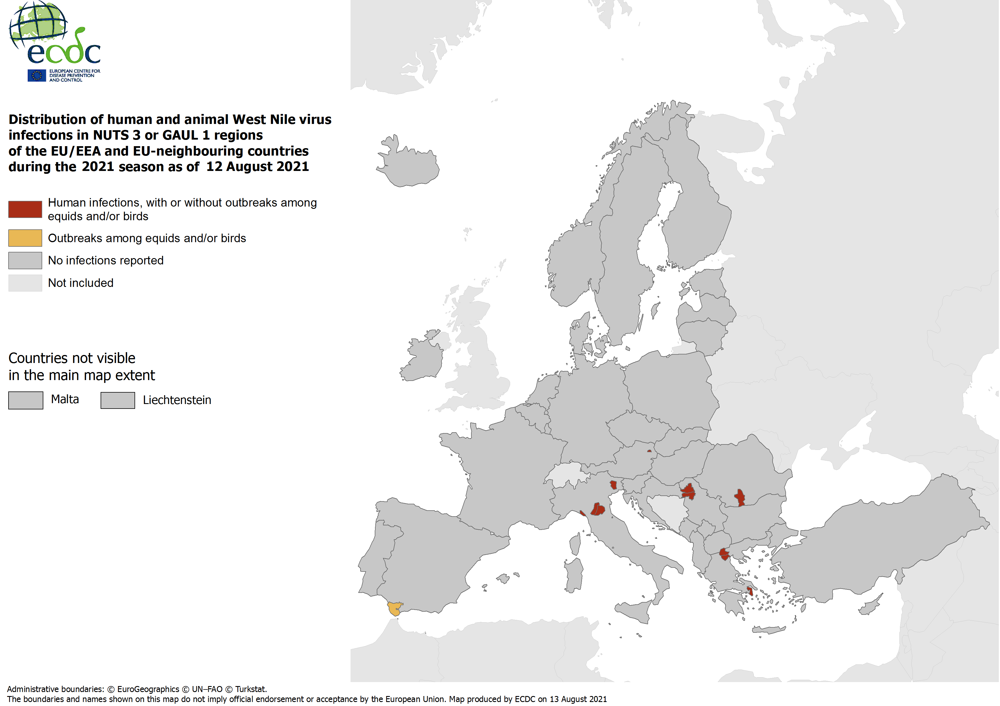 ecdc
EUROPEAN CENTRE FOR
DISEASE PREVENTION
AND CONTROL
Distribution of human and animal West Nile virus
infections in NUTS 3 or GAUL 1 regions
of the EU/EEA and EU-neighbouring countries
during the 2021 season as of 12 August 2021
Human infections, with or without outbreaks among
equids and/or birds
Outbreaks among equids and/or birds
No infections reported
Not included
Countries not visible
in the main map extent
Malta Liechtenstein
Administrative boundaries: © EuroGeographics © UN–FAO © Turkstat.
The boundaries and names shown on this map do not imply official endorsement or acceptance by the European Union. Map produced by ECDC on 13 August 2021